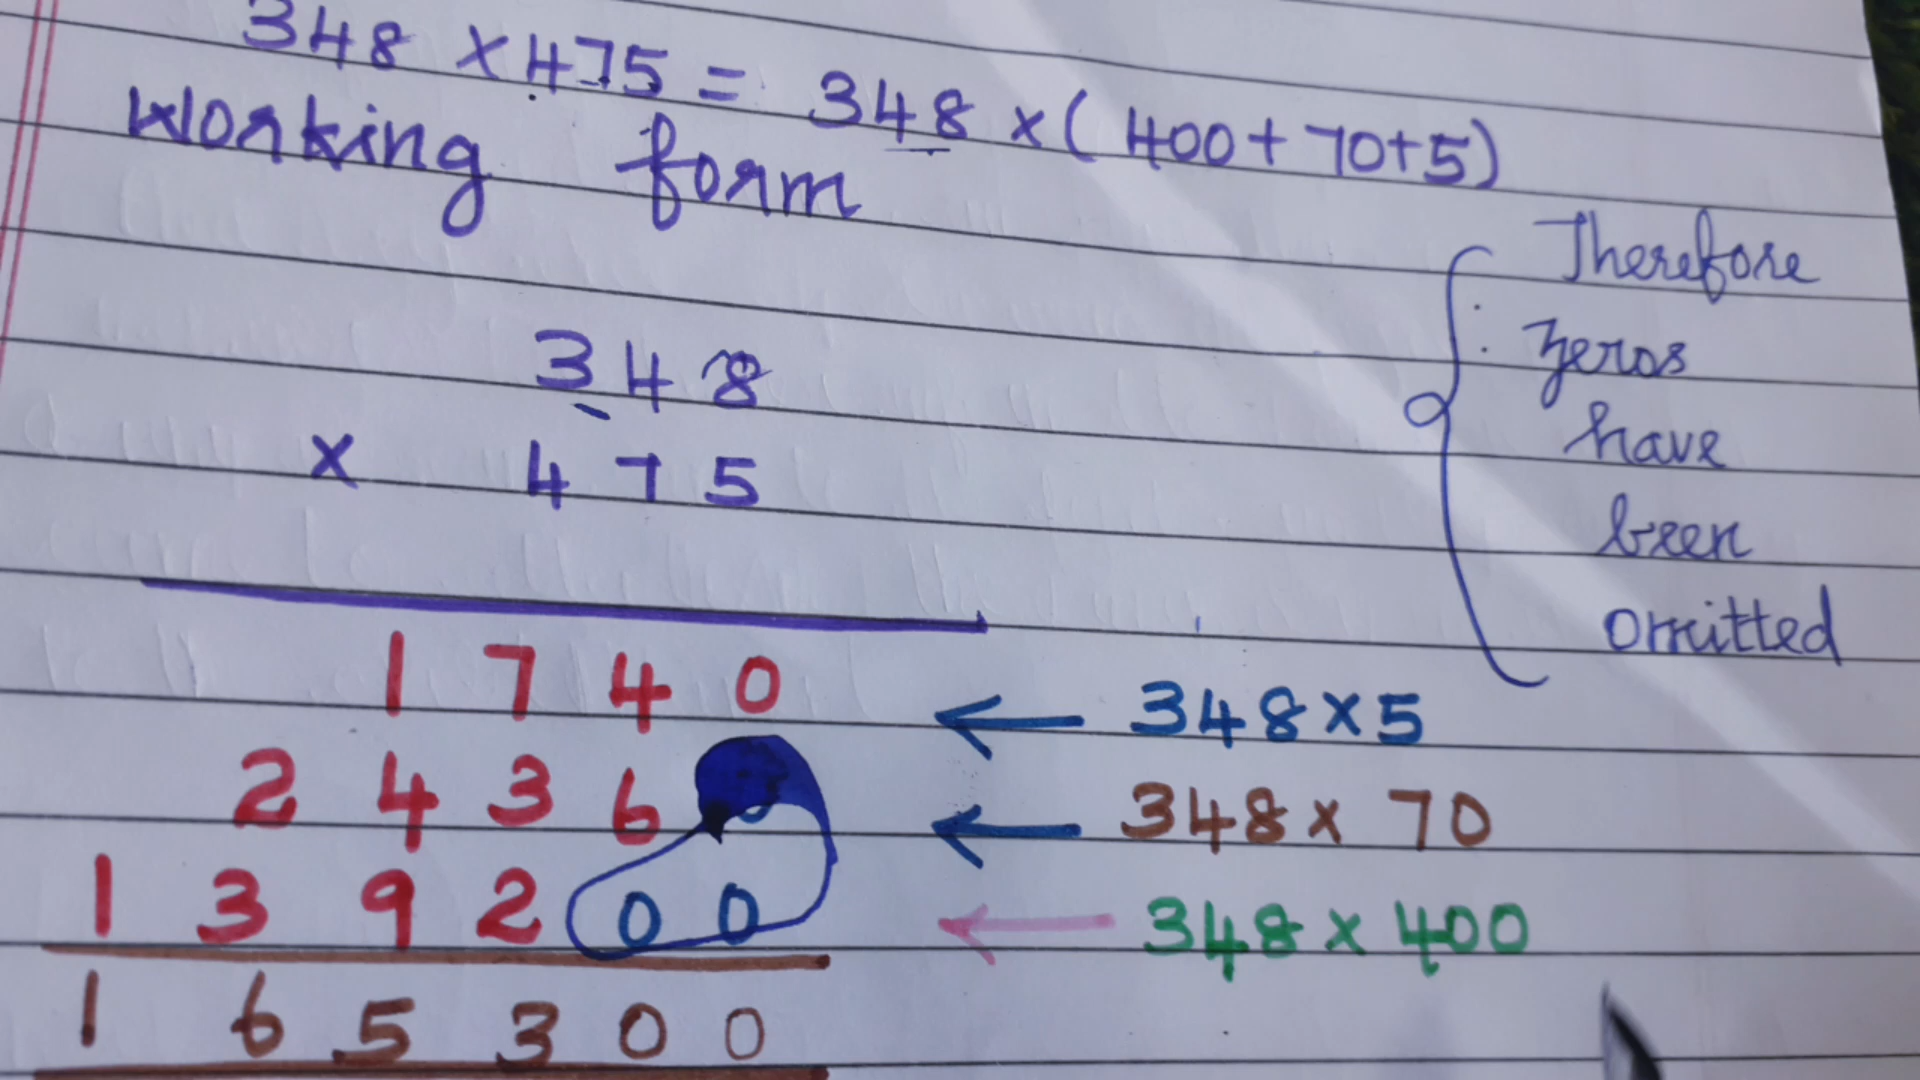 348 × 475 = 348 × ( 400 + 70 + 5 )
Working form
348
× 475
1740 ← 348 × 5
2436 ← 348 × 70
139200 ← 348 × 400
165300
Therefore
zeros
have
been
omitted